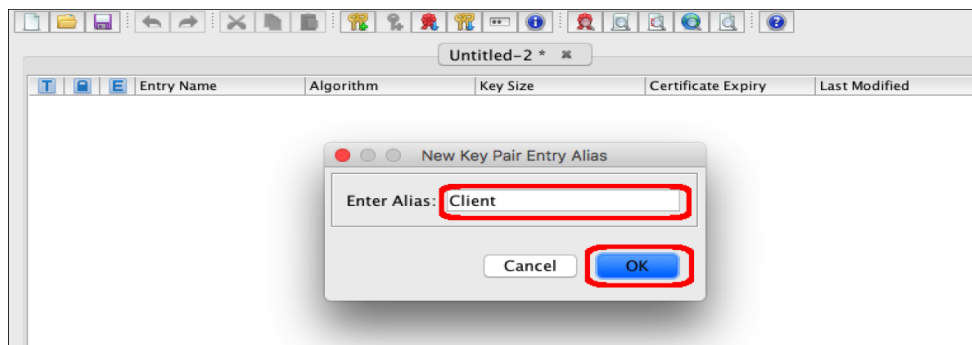 Untitled-2 *
T E Entry Name Algorithm Key Size Certificate Expiry Last Modified
New Key Pair Entry Alias
Enter Alias: Client
Cancel OK